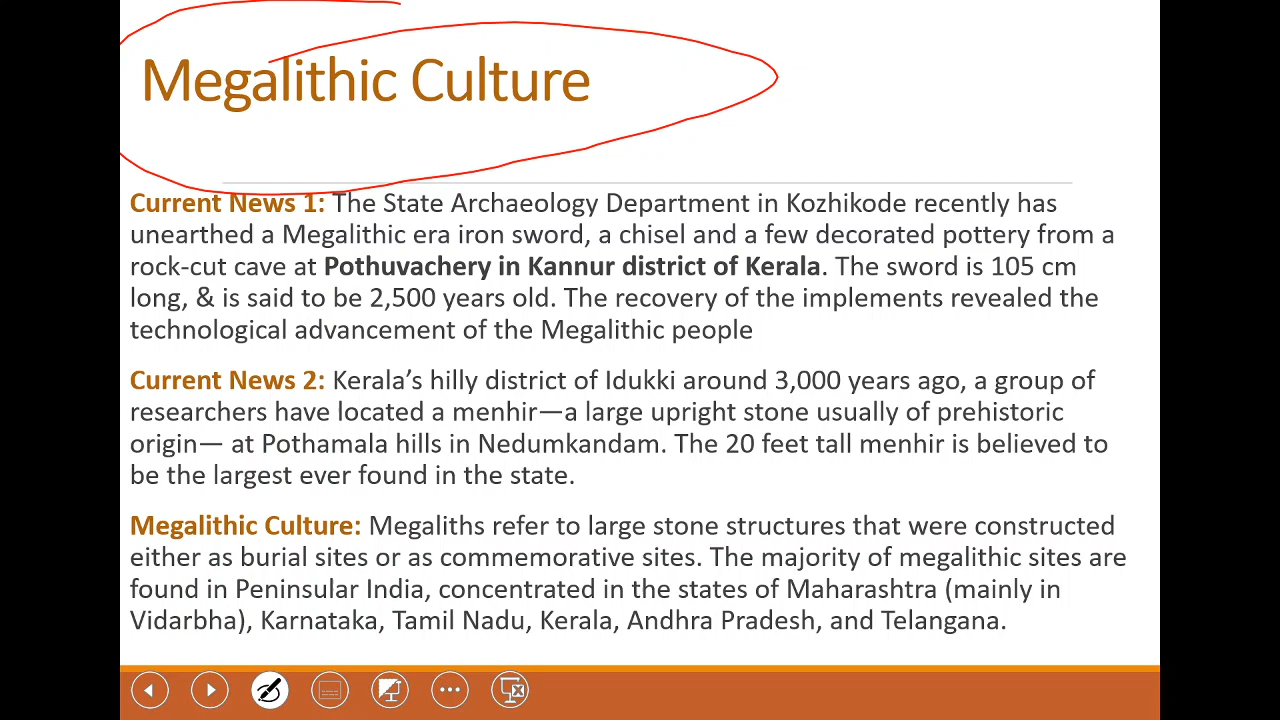 Megalithic Culture
Current News 1: The State Archaeology Department in Kozhikode recently has
unearthed a Megalithic era iron sword, a chisel and a few decorated pottery from a
rock-cut cave at Pothuvachery in Kannur district of Kerala. The sword is 105 cm
long, & is said to be 2,500 years old. The recovery of the implements revealed the
technological advancement of the Megalithic people
Current News 2: Kerala’s hilly district of Idukki around 3,000 years ago, a group of
researchers have located a menhir—a large upright stone usually of prehistoric
origin— at Pothamala hills in Nedumkandam. The 20 feet tall menhir is believed to
be the largest ever found in the state.
Megalithic Culture: Megaliths refer to large stone structures that were constructed
either as burial sites or as commemorative sites. The majority of megalithic sites are
found in Peninsular India, concentrated in the states of Maharashtra (mainly in
Vidarbha), Karnataka, Tamil Nadu, Kerala, Andhra Pradesh, and Telangana.